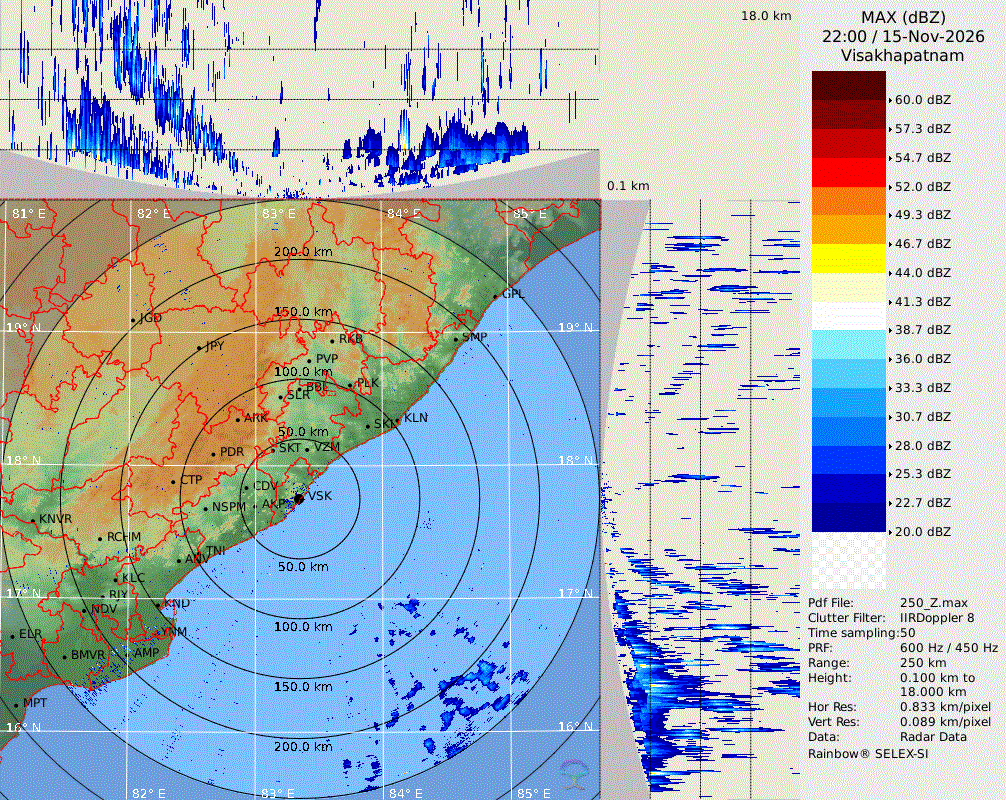 18.0 km
MAX (dBZ)
22:00 / 15-Nov-2026
Visakhapatnam
60.0 dBZ
57.3 dBZ
54.7 dBZ
52.0 dBZ
49.3 dBZ
46.7 dBZ
44.0 dBZ
41.3 dBZ
38.7 dBZ
36.0 dBZ
33.3 dBZ
30.7 dBZ
28.0 dBZ
25.3 dBZ
22.7 dBZ
20.0 dBZ
0.1 km
81° E 82° E 83° E 84° E 85° E
200.0 km
GPL
150.0 km
JGD
19° N 19° N
RKB SMP
JPY
PVP
100.0 km
BBL PLK
SLR
ARK KLN
SKL
50.0 km
SKT VZM
PDR
18° N 18° N
CTP
CDV
VSK
NSPM AKP
KNVR
RCHM
TNI
ANV
50.0 km
KLC
RJY
17° N 17° N
KND
NDV
100.0 km
YNM
ELR
AMP
BMVR
150.0 km
MPT
16° N 16° N
200.0 km
82° E 83° E 84° E 85° E
Pdf File: 250_Z.max
Clutter Filter: IIRDoppler 8
Time sampling:50
PRF: 600 Hz / 450 Hz
Range: 250 km
Height: 0.100 km to
18.000 km
Hor Res: 0.833 km/pixel
Vert Res: 0.089 km/pixel
Data: Radar Data
Rainbow® SELEX-SI